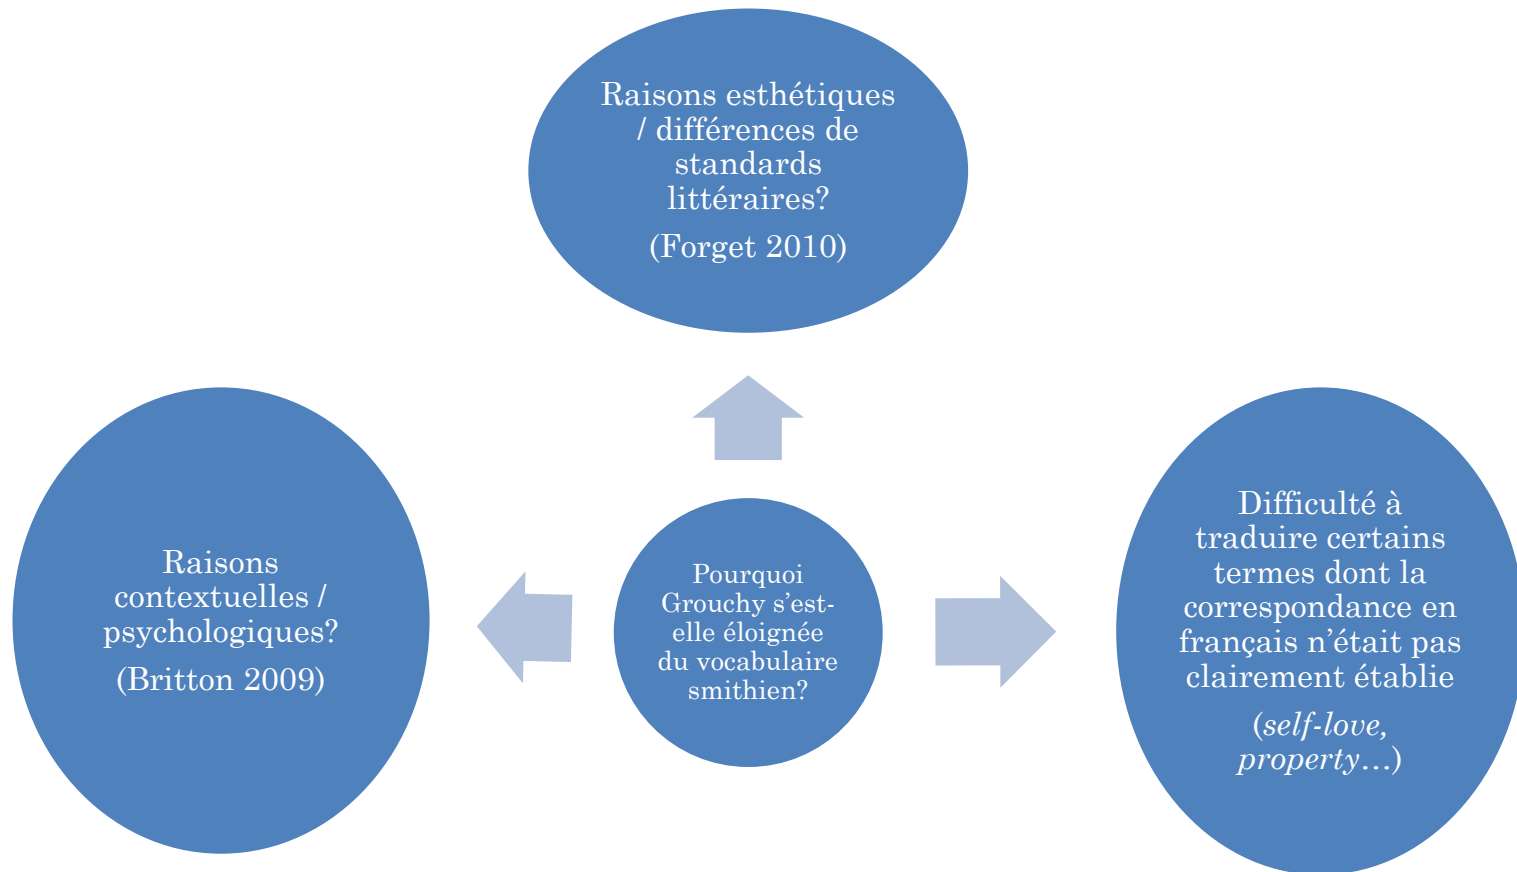 Raisons esthétiques
/ différences de
standards
littéraires?
(Forget 2010)
Raisons
contextuelles /
psychologiques?
(Britton 2009)
Pourquoi
Grouchy s’est-
elle éloignée
du vocabulaire
smithien?
Difficulté à
traduire certains
termes dont la
correspondance en
français n’était pas
clairement établie
(self-love,
property…)